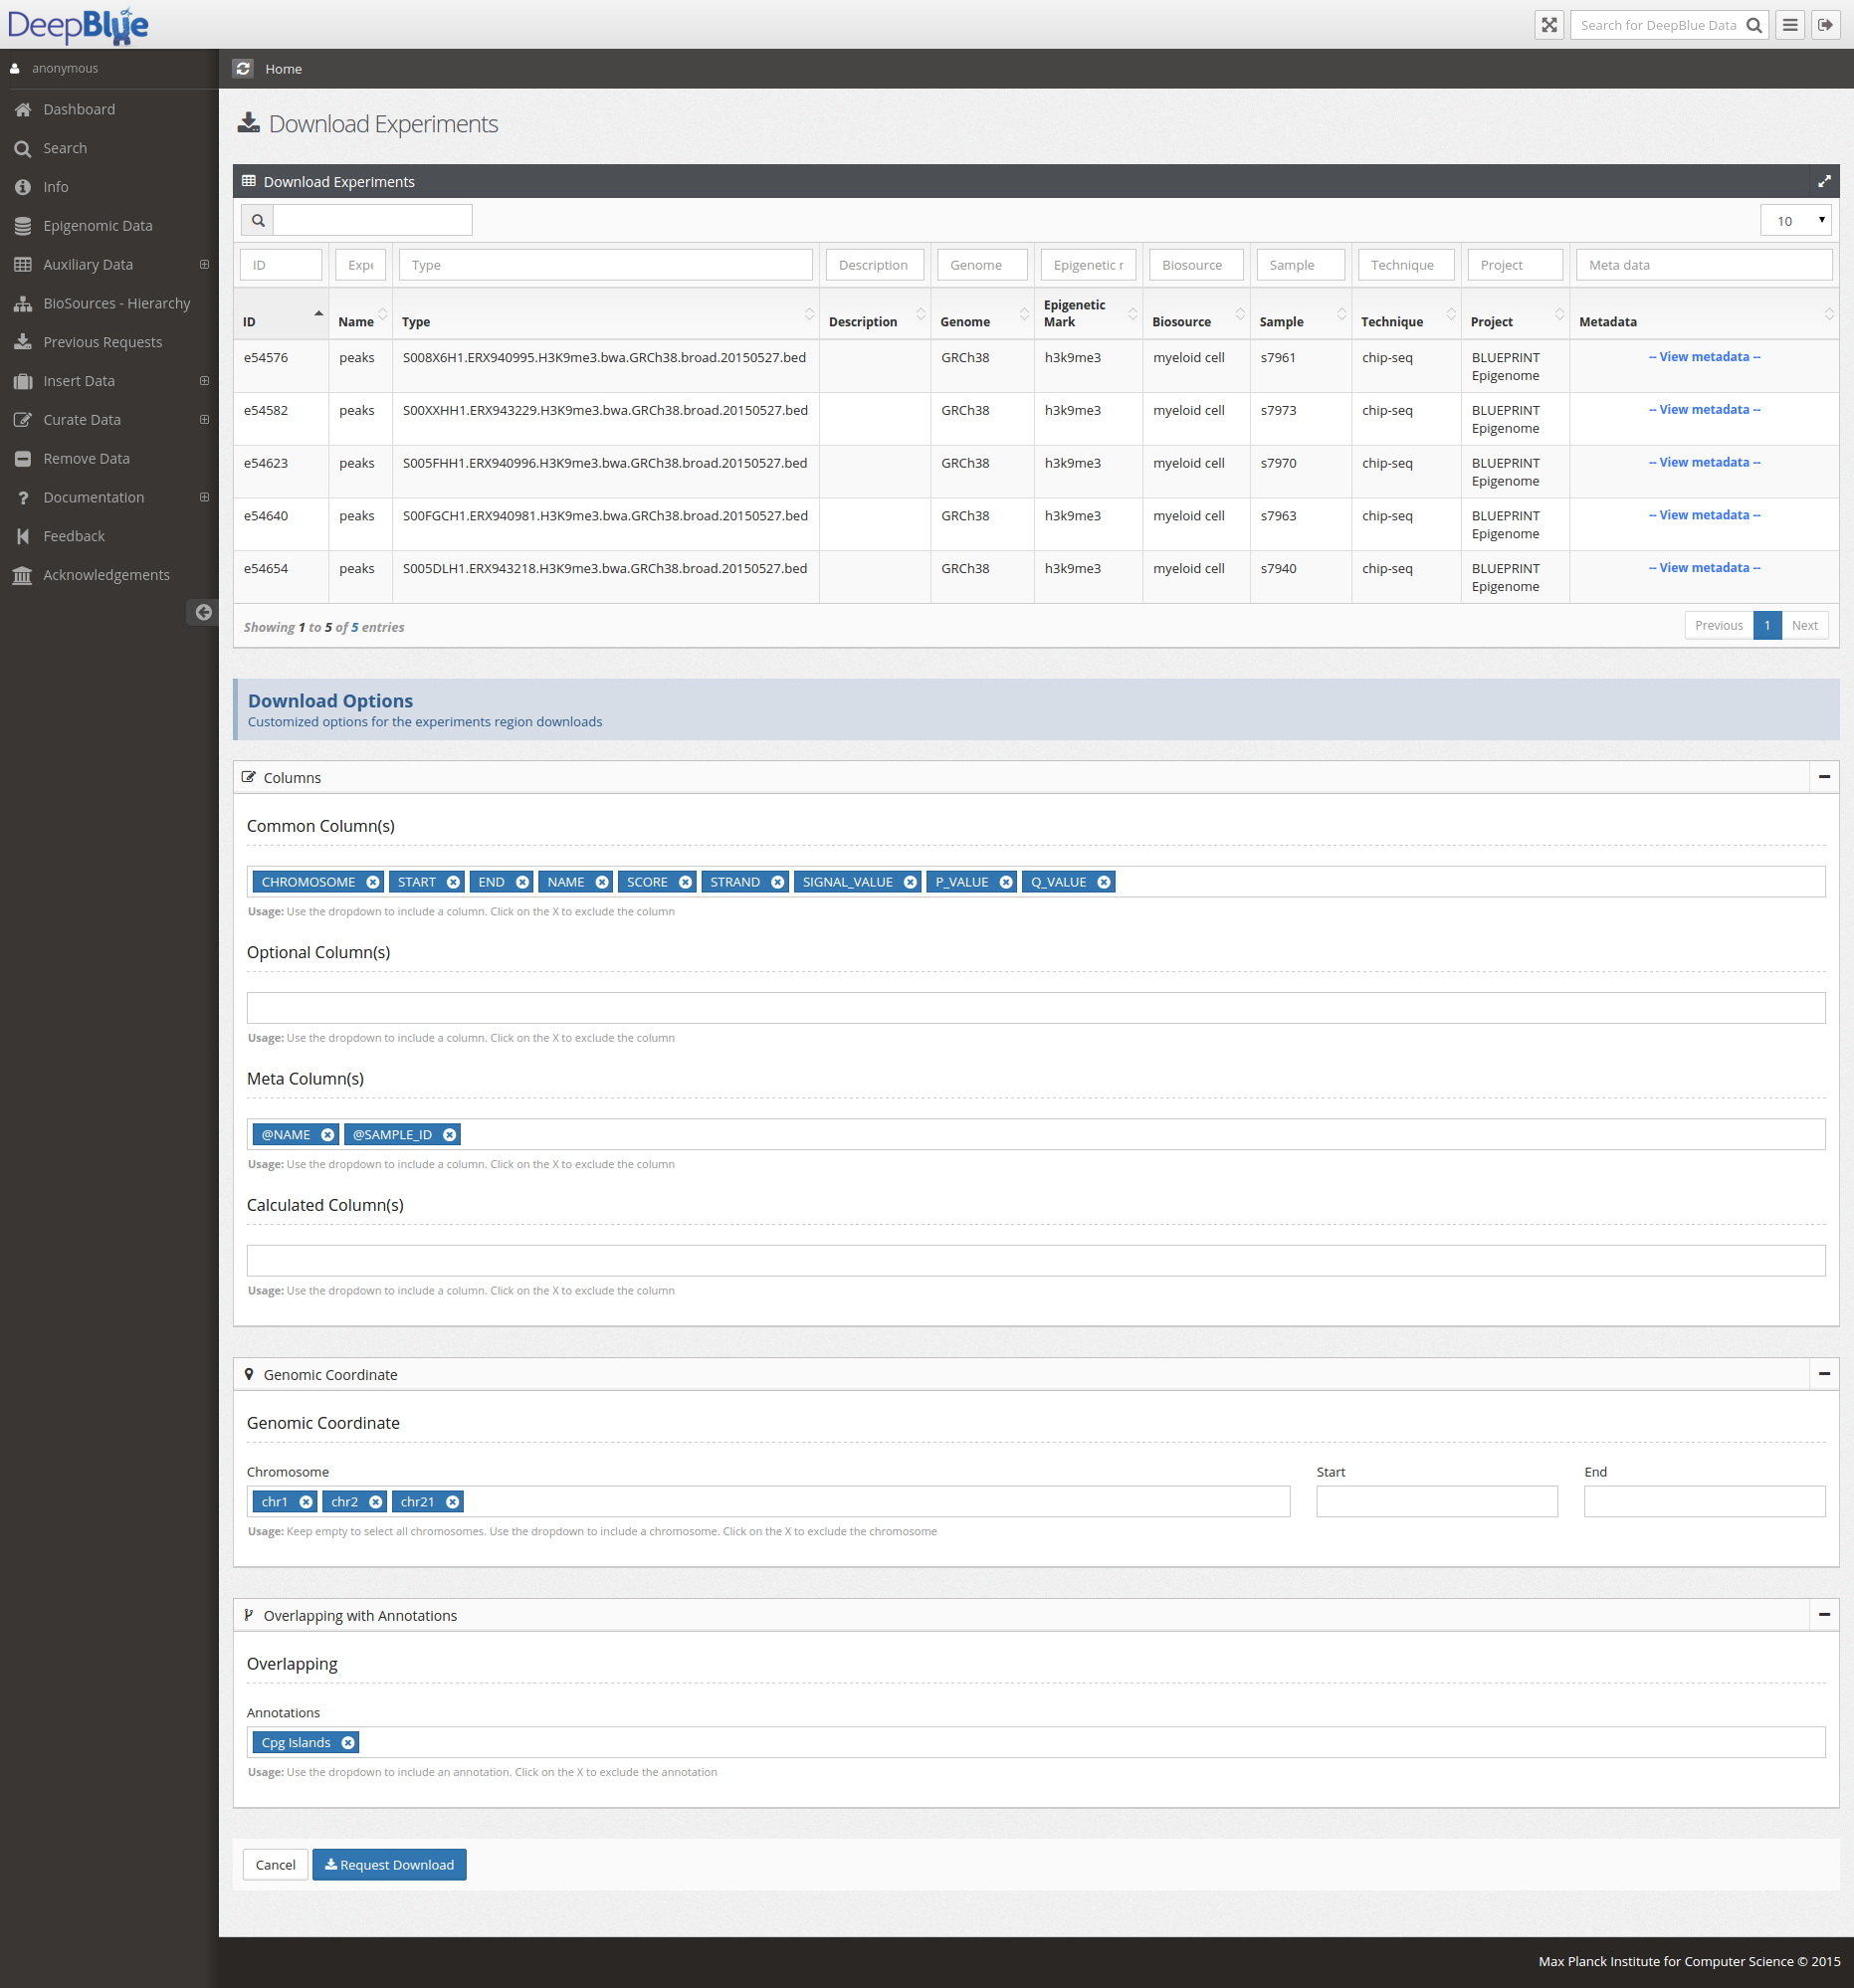 DeepBlue
Search for DeepBlue Data
anonymous
Home
Dashboard
Search
Info
Epigenomic Data
Auxiliary Data
BioSources - Hierarchy
Previous Requests
Insert Data
Curate Data
Remove Data
Documentation
Feedback
Acknowledgements
Download Experiments
Download Experiments
10
ID Expe Type Description Genome Epigenetic r Biosource Sample Technique Project Meta data
ID Name Type Description Genome Epigenetic Mark Biosource Sample Technique Project Metadata
e54576 peaks S008X6H1.ERX940995.H3K9me3.bwa.GRCh38.broad.20150527.bed GRCh38 h3k9me3 myeloid cell s7961 chip-seq BLUEPRINT Epigenome -- View metadata --
e54582 peaks S00XXHH1.ERX943229.H3K9me3.bwa.GRCh38.broad.20150527.bed GRCh38 h3k9me3 myeloid cell s7973 chip-seq BLUEPRINT Epigenome -- View metadata --
e54623 peaks S005FHH1.ERX940996.H3K9me3.bwa.GRCh38.broad.20150527.bed GRCh38 h3k9me3 myeloid cell s7970 chip-seq BLUEPRINT Epigenome -- View metadata --
e54640 peaks S00FGCH1.ERX940981.H3K9me3.bwa.GRCh38.broad.20150527.bed GRCh38 h3k9me3 myeloid cell s7963 chip-seq BLUEPRINT Epigenome -- View metadata --
e54654 peaks S005DLH1.ERX943218.H3K9me3.bwa.GRCh38.broad.20150527.bed GRCh38 h3k9me3 myeloid cell s7940 chip-seq BLUEPRINT Epigenome -- View metadata --
Showing 1 to 5 of 5 entries
Previous 1 Next
Download Options
Customized options for the experiments region downloads
Columns
Common Column(s)
CHROMOSOME START END NAME SCORE STRAND SIGNAL_VALUE P_VALUE Q_VALUE
Usage: Use the dropdown to include a column. Click on the X to exclude the column
Optional Column(s)
Usage: Use the dropdown to include a column. Click on the X to exclude the column
Meta Column(s)
@NAME @SAMPLE_ID
Usage: Use the dropdown to include a column. Click on the X to exclude the column
Calculated Column(s)
Usage: Use the dropdown to include a column. Click on the X to exclude the column
Genomic Coordinate
Genomic Coordinate
Chromosome Start End
chr1 chr2 chr21
Usage: Keep empty to select all chromosomes. Use the dropdown to include a chromosome. Click on the X to exclude the chromosome
Overlapping with Annotations
Overlapping
Annotations
Cpg Islands
Usage: Use the dropdown to include an annotation. Click on the X to exclude the annotation
Cancel Request Download
Max Planck Institute for Computer Science © 2015